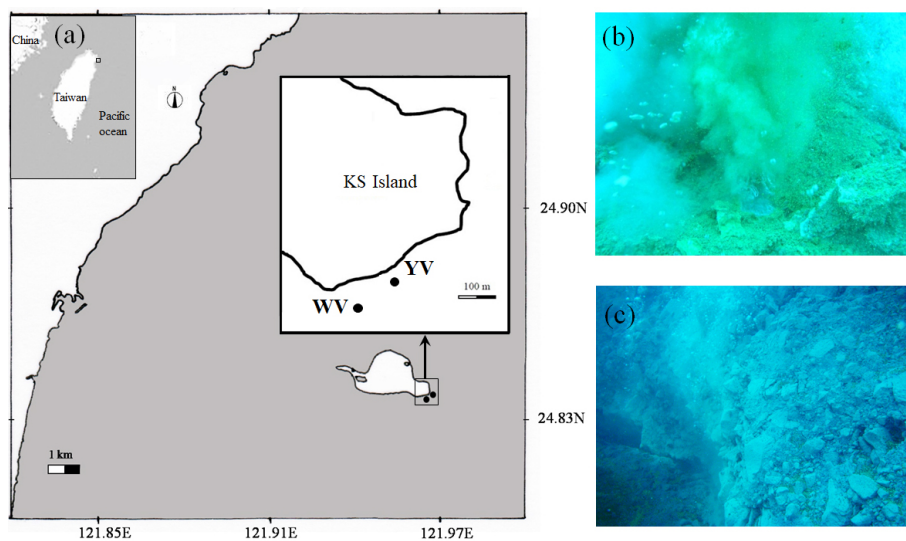 (a)
China
Taiwan
Pacific
ocean
N
KS Island
YV
WV
100 m
24.90N
24.83N
1 km
121.85E
121.91E
121.97E
(b)
(c)